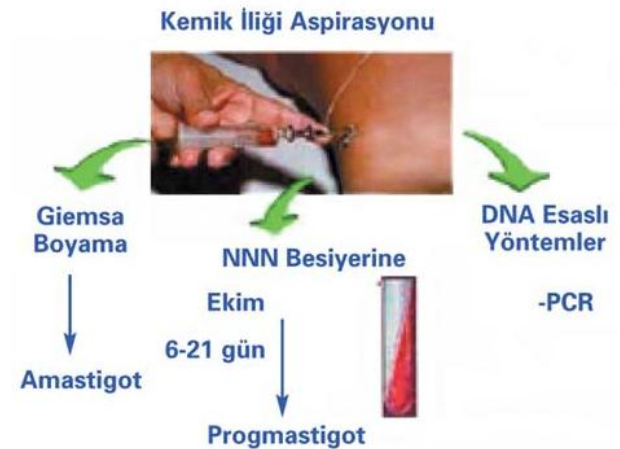 Kemik İliği Aspirasyonu
Giemsa
Boyama
Amastigot
NNN Besiyerine
Ekim
6-21 gün
Progmastigot
DNA Esaslı
Yöntemler
-PCR